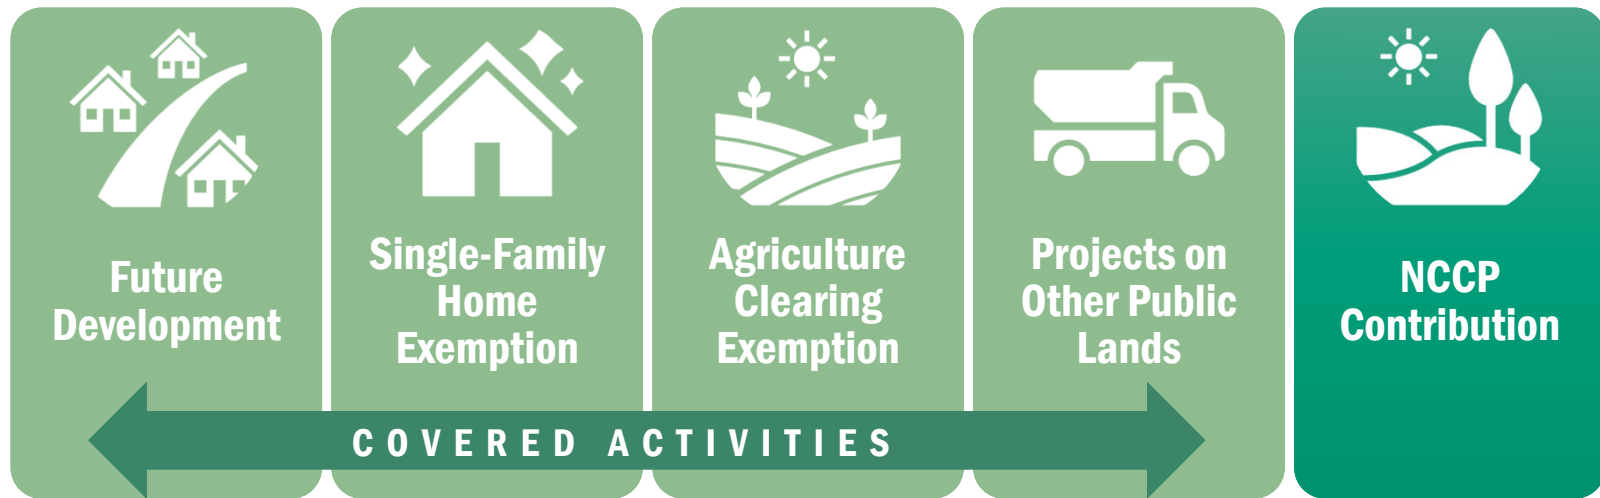 Future
Development
Single-Family
Home
Exemption
Agriculture
Clearing
Exemption
Projects on
Other Public
Lands
NCCP
Contribution
COVERED ACTIVITIES